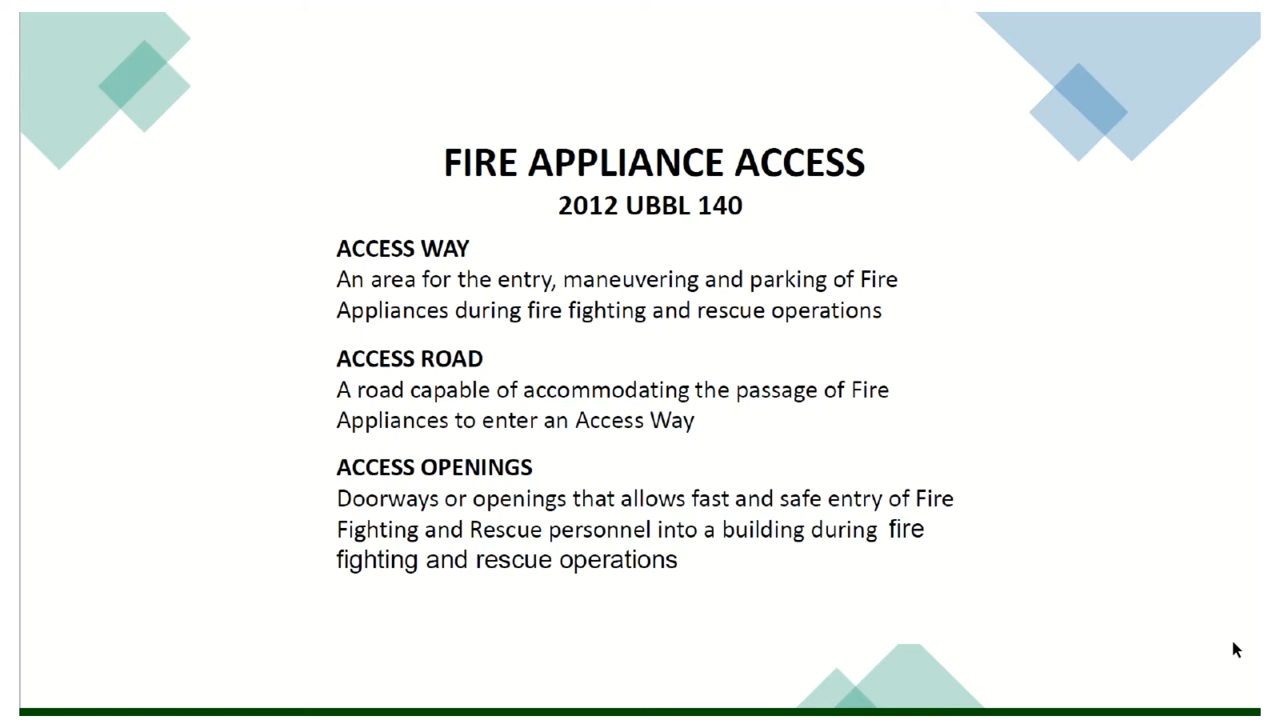 FIRE APPLIANCE ACCESS
2012 UBBL 140
ACCESS WAY
An area for the entry, maneuvering and parking of Fire
Appliances during fire fighting and rescue operations
ACCESS ROAD
A road capable of accommodating the passage of Fire
Appliances to enter an Access Way
ACCESS OPENINGS
Doorways or openings that allows fast and safe entry of Fire
Fighting and Rescue personnel into a building during fire
fighting and rescue operations